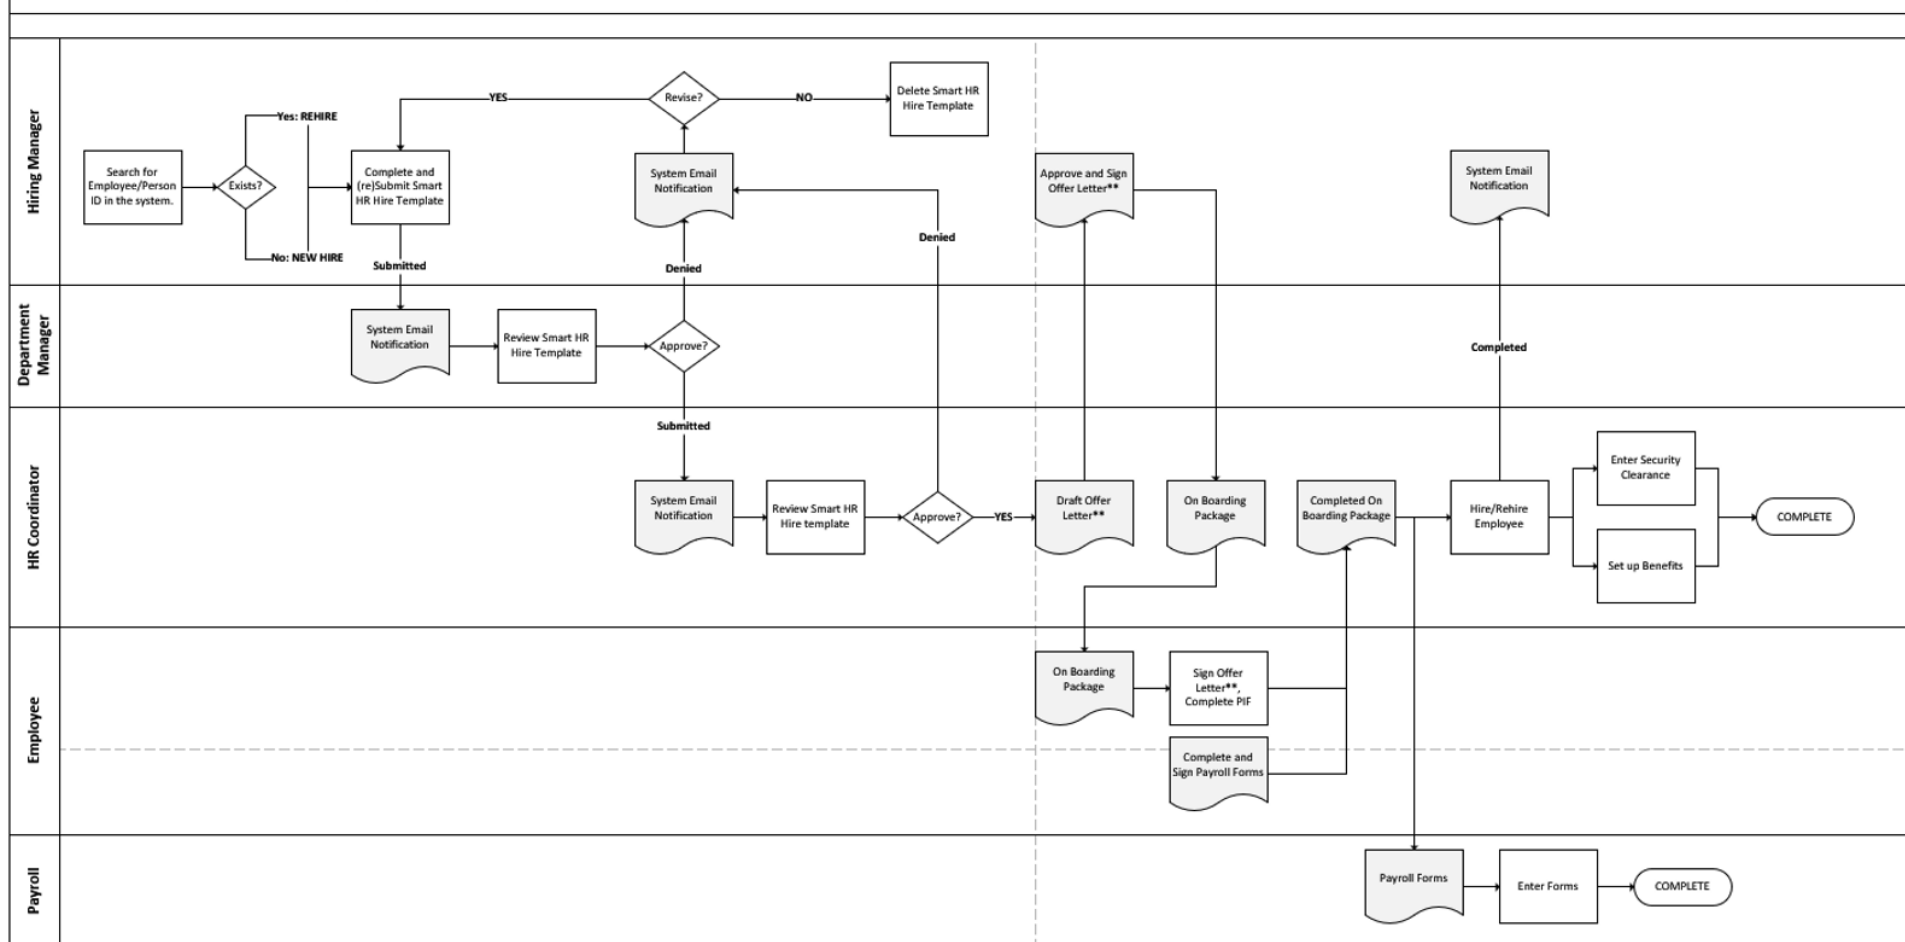 Hiring Manager
Search for
Employee/Person
ID in the system.
Exists?
Yes: REHIRE
No: NEW HIRE
Complete and
(re)Submit Smart
HR Hire Template
Submitted
YES
Revise?
NO
Delete Smart HR
Hire Template
System Email
Notification
Denied
Denied
Approve and Sign
Offer Letter**
System Email
Notification
Department
Manager
System Email
Notification
Review Smart HR
Hire Template
Approve?
Submitted
Completed
HR Coordinator
System Email
Notification
Review Smart HR
Hire template
Approve?
YES
Draft Offer
Letter**
On Boarding
Package
Completed On
Boarding Package
Hire/Rehire
Employee
Enter Security
Clearance
Set up Benefits
COMPLETE
Employee
On Boarding
Package
Sign Offer
Letter**,
Complete PIF
Complete and
Sign Payroll Forms
Payroll
Payroll Forms
Enter Forms
COMPLETE